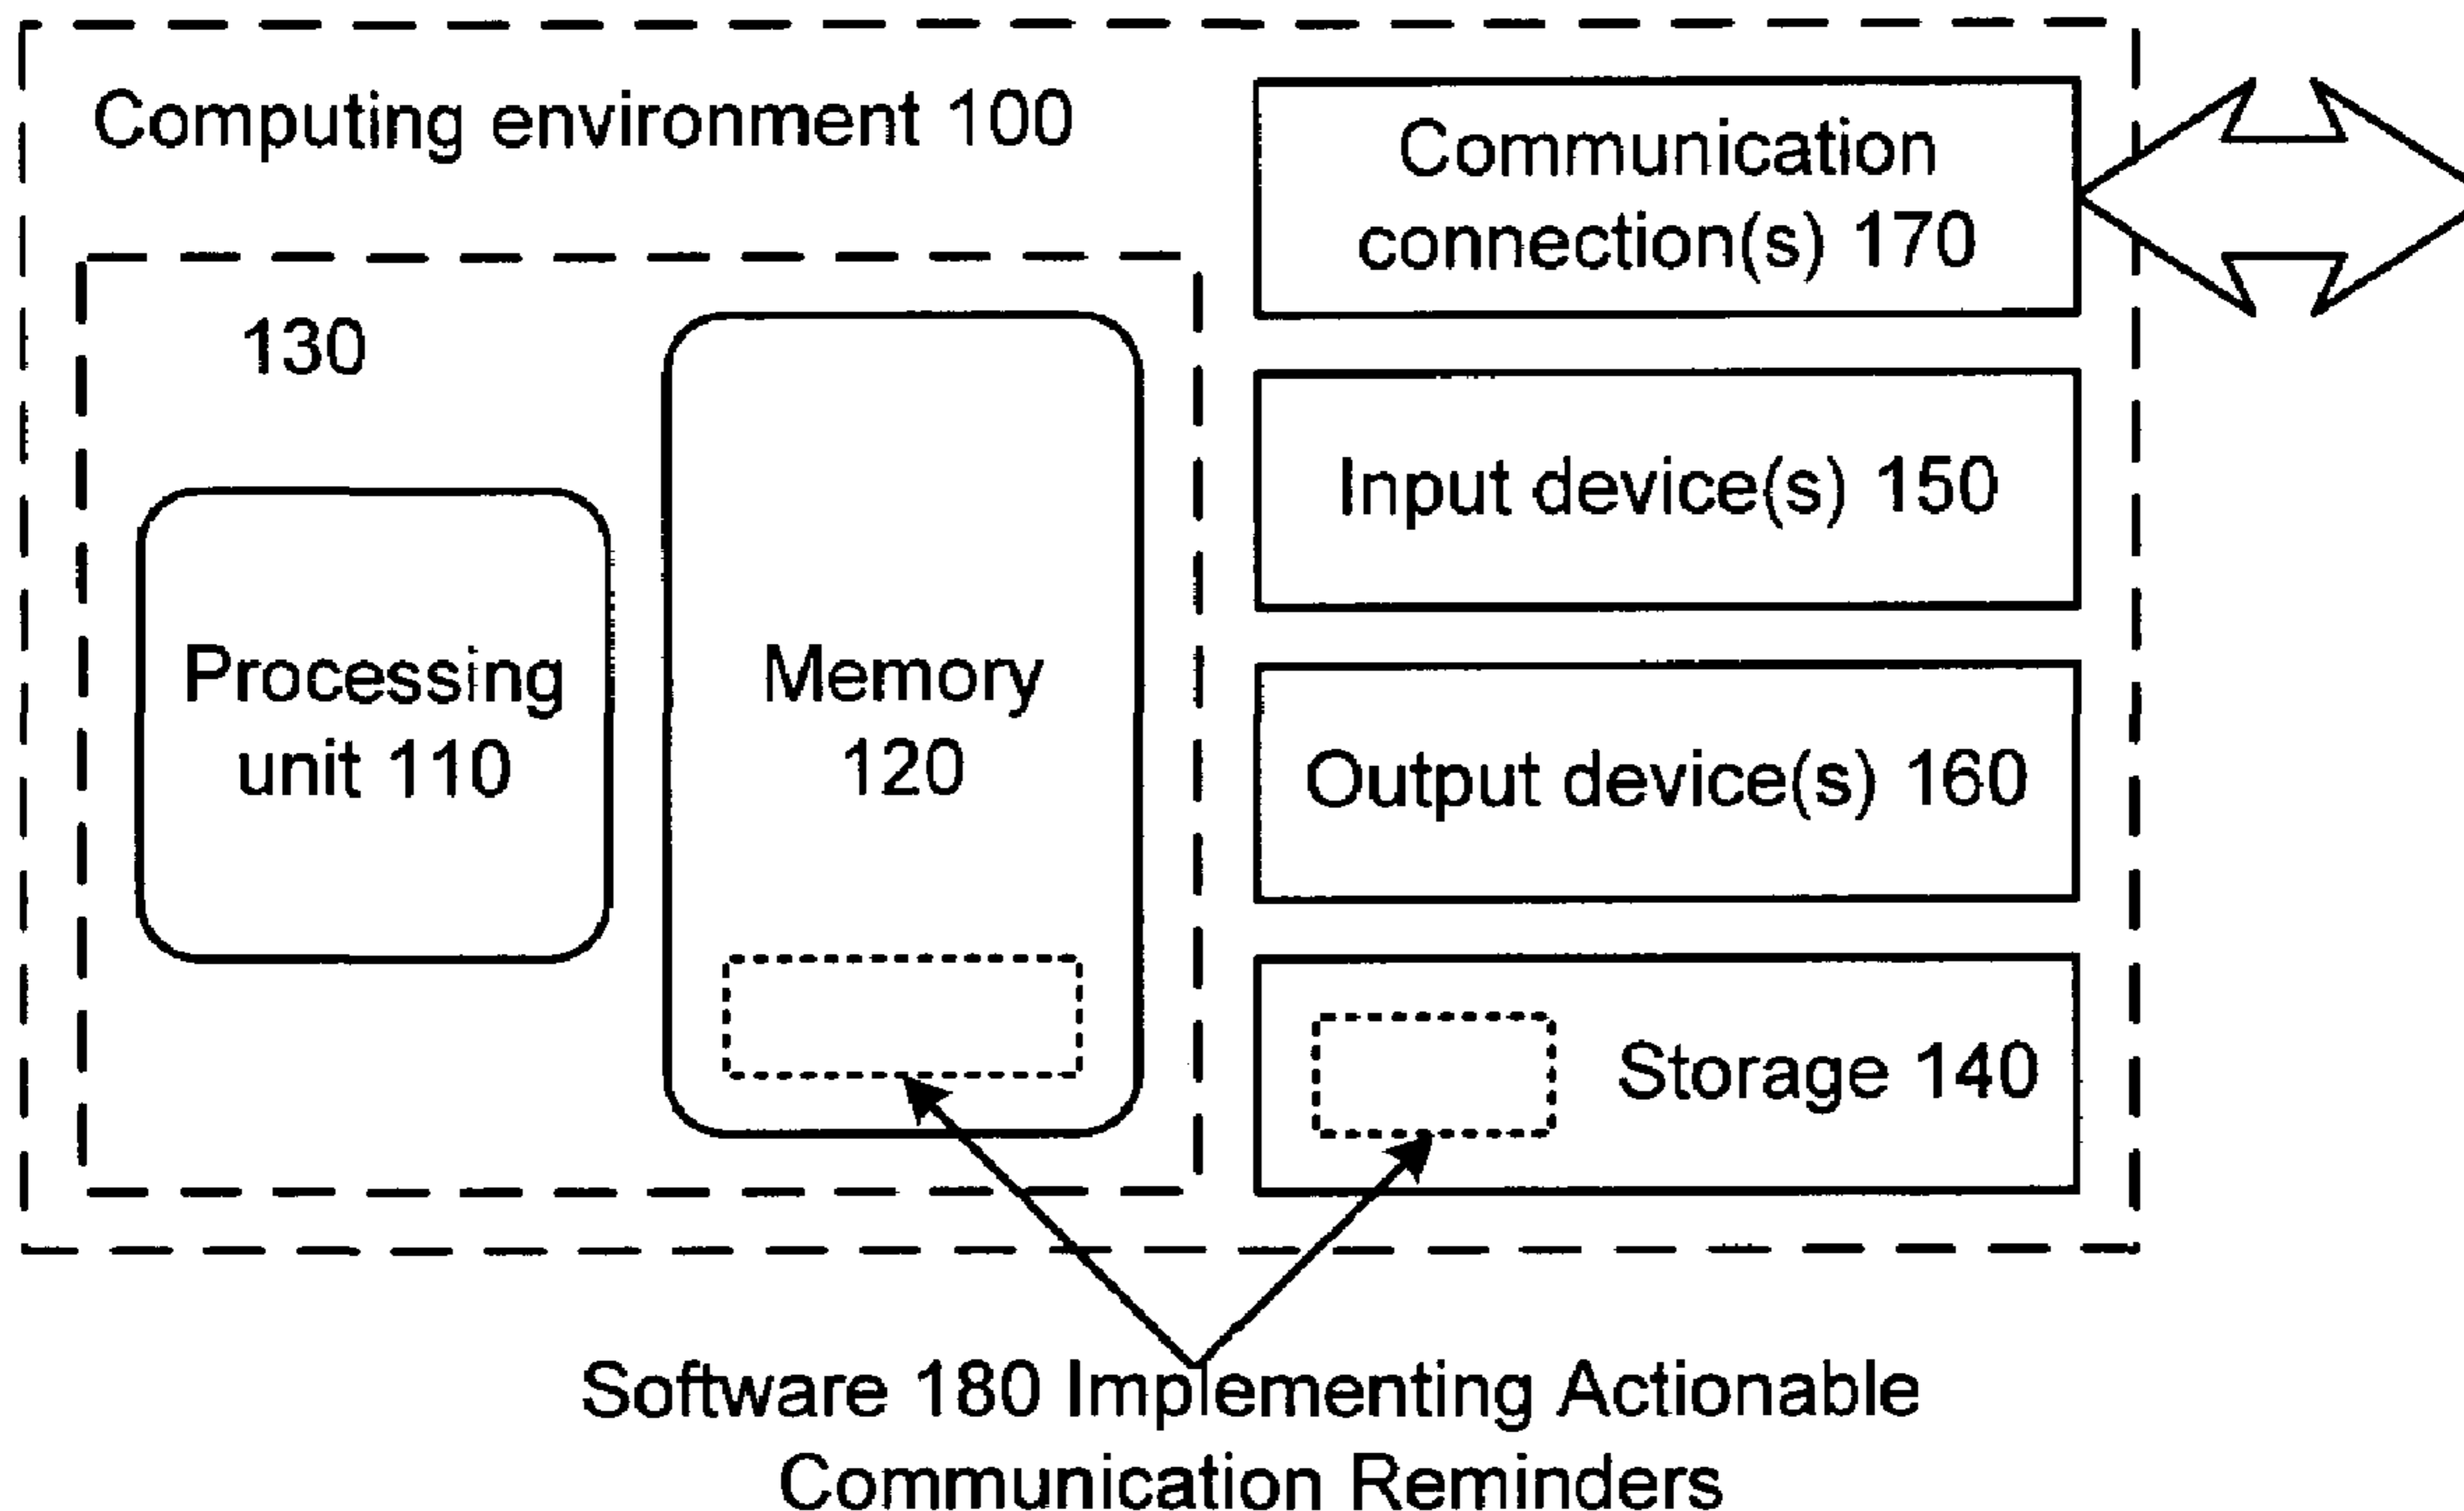 Computing environment 100
130
Processing
unit 110
Memory
120
Communication
connection(s) 170
Input device(s) 150
Output device(s) 160
Storage 140
Software 180 Implementing Actionable
Communication Reminders